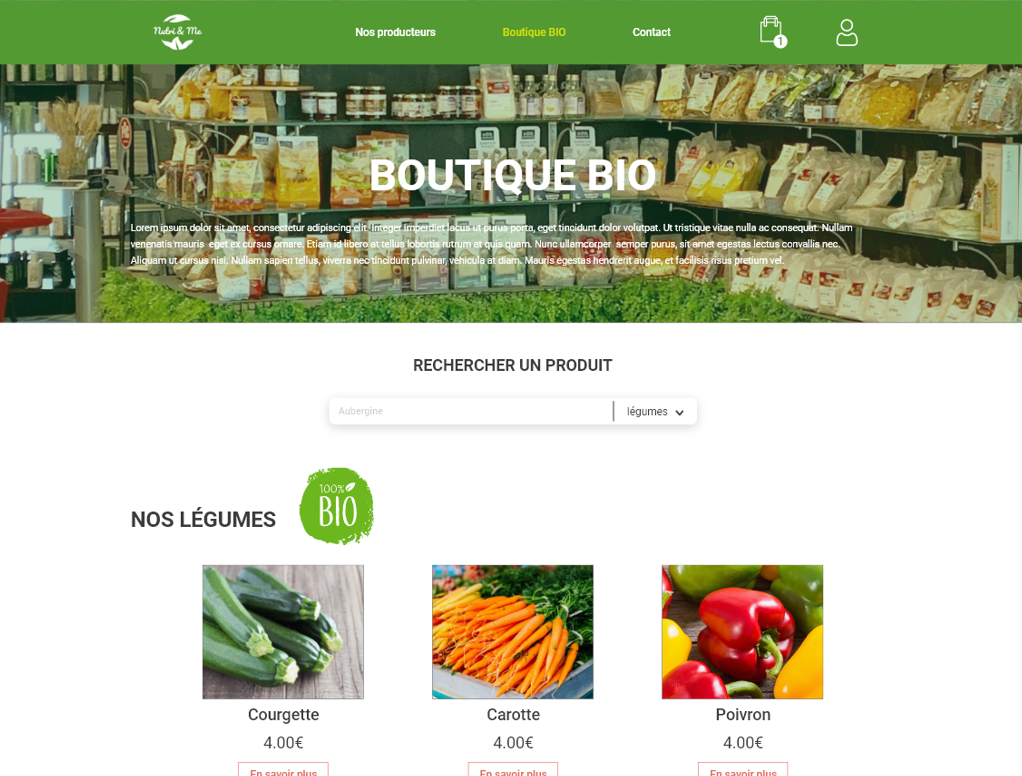 Nutri & Me
Nos producteurs
Boutique BIO
Contact
1
BOUTIQUE BIO
Lorem ipsum dolor sit amet, consectetur adipiscing elit. Integer imperdiet lacus ut purus porta, eget tincidunt dolor volutpat. Ut tristique vitae nulla ac consequat. Nullam
venenatis mauris eget ex cursus ornare. Etiam id libero at tellus lobortis rutrum at quis quam. Nunc ullamcorper semper purus, sit amet egestas lectus convallis nec.
Aliquam ut cursus nisl. Nullam sapien tellus, viverra nec tincidunt pulvinar, vehicula at diam. Mauris egestas hendrerit augue, et facilisis risus pretium vel.
RECHERCHER UN PRODUIT
Aubergine
légumes
NOS LÉGUMES
100%
BIO
Courgette
Carotte
Poivron
4.00€
4.00€
4.00€
En savoir plus
En savoir plus
En savoir plus